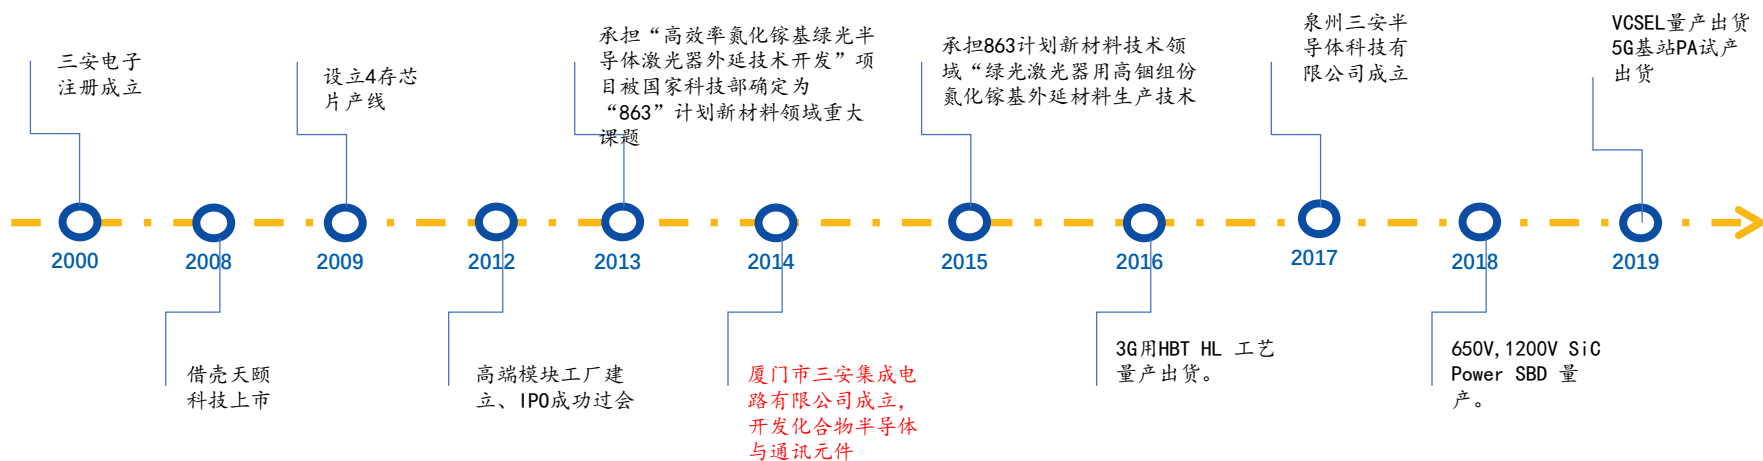 三安电子
注册成立
设立4存芯
片产线
承担“高效率氮化镓基绿光半
导体激光器外延技术开发”项
目被国家科技部确定为
“863”计划新材料领域重大
课题
承担863计划新材料技术领
域“绿光激光器用高铟组份
氮化镓基外延材料生产技术
泉州三安半
导体科技有
限公司成立
VCSEL量产出货
5G基站PA试产
出货
2000
2008
2009
2012
2013
2014
2015
2016
2017
2018
2019
借壳天颐
科技上市
高端模块工厂建
立、IPO成功过会
厦门市三安集成电
路有限公司成立,
开发化合物半导体
与通讯元件
3G用HBT HL 工艺
量产出货。
650V,1200V SiC
Power SBD 量
产。